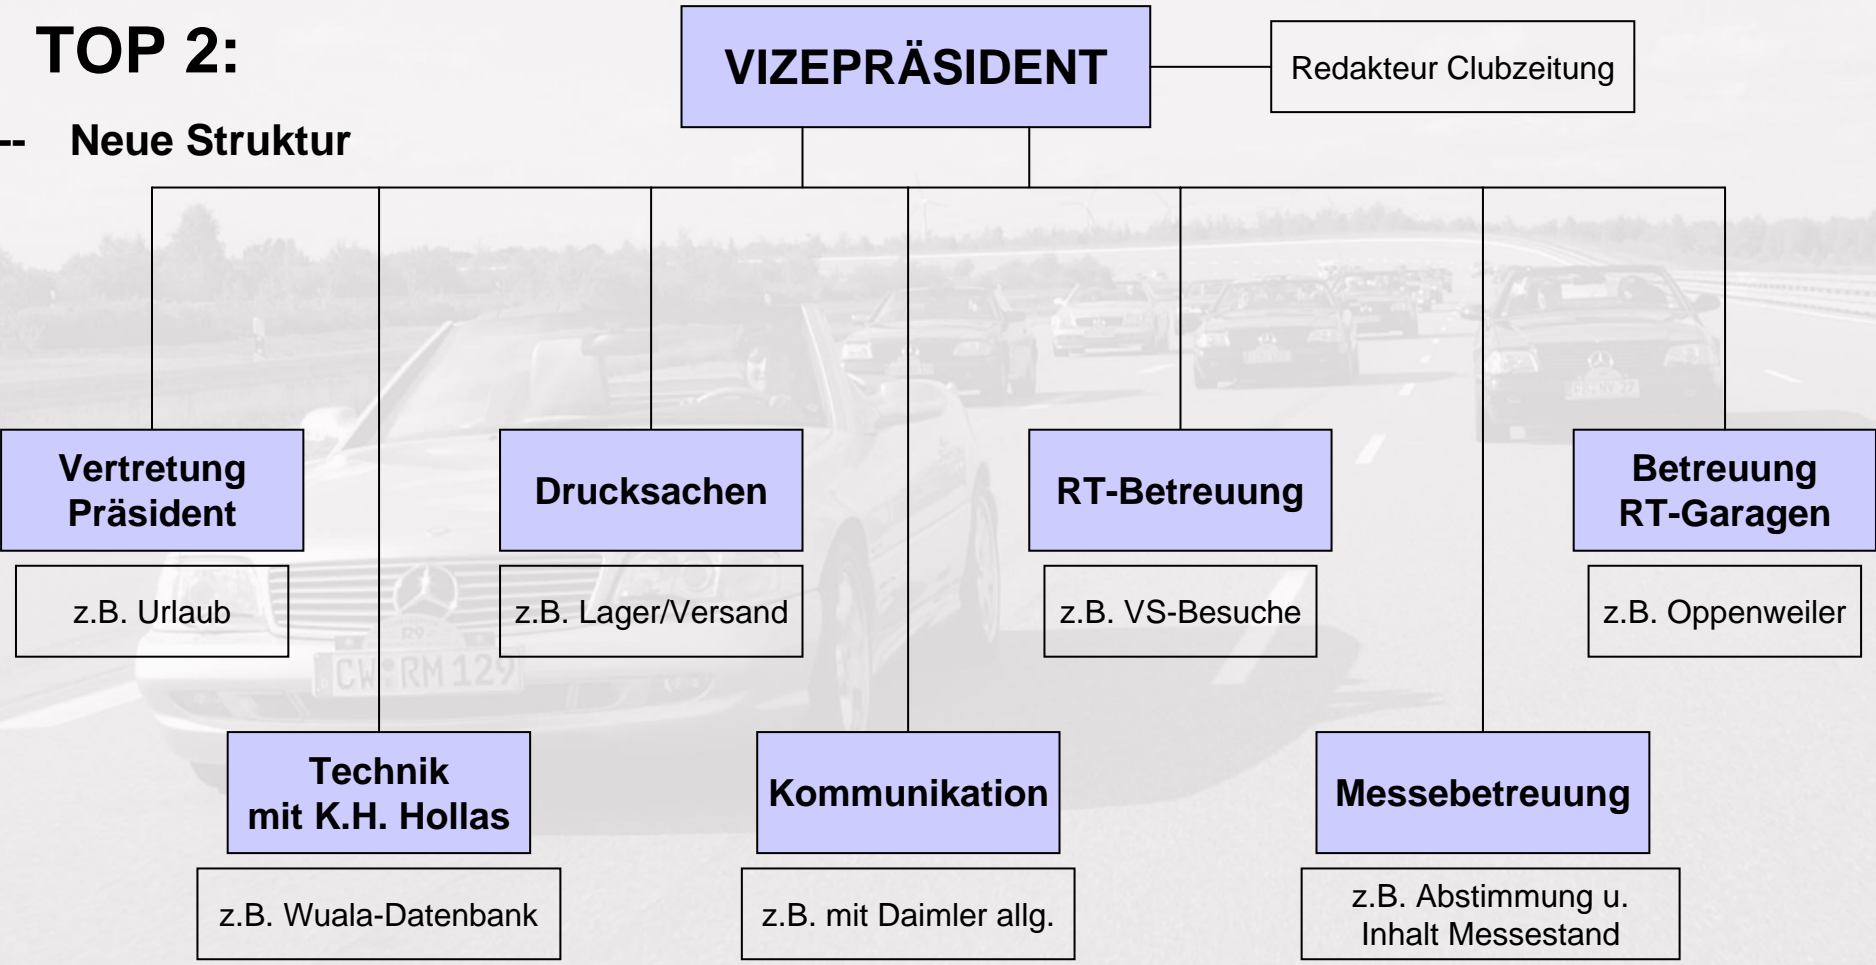 TOP 2:
-- Neue Struktur
VIZEPRÄSIDENT
Redakteur Clubzeitung
Vertretung
Präsident
z.B. Urlaub
Drucksachen
z.B. Lager/Versand
RT-Betreuung
z.B. VS-Besuche
Betreuung
RT-Garagen
z.B. Oppenweiler
Technik
mit K.H. Hollas
z.B. Wuala-Datenbank
Kommunikation
z.B. mit Daimler allg.
Messebetreuung
z.B. Abstimmung u.
Inhalt Messestand
CW RM 129